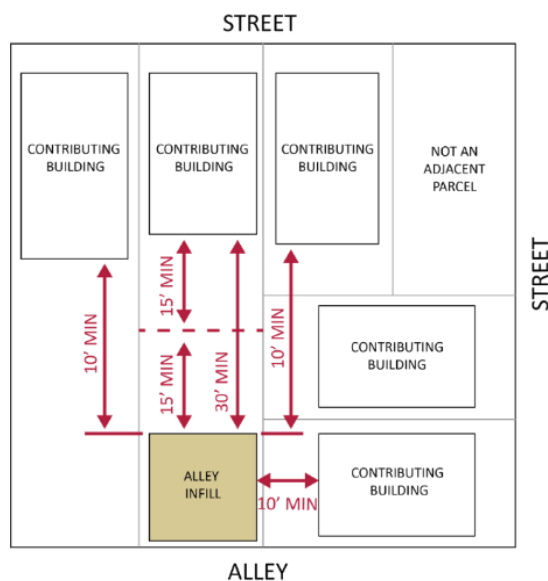 STREET
CONTRIBUTING
BUILDING
CONTRIBUTING
BUILDING
CONTRIBUTING
BUILDING
NOT AN
ADJACENT
PARCEL
STREET
15' MIN
10' MIN
15' MIN
30' MIN
10' MIN
CONTRIBUTING
BUILDING
ALLEY
INFILL
10' MIN
CONTRIBUTING
BUILDING
ALLEY